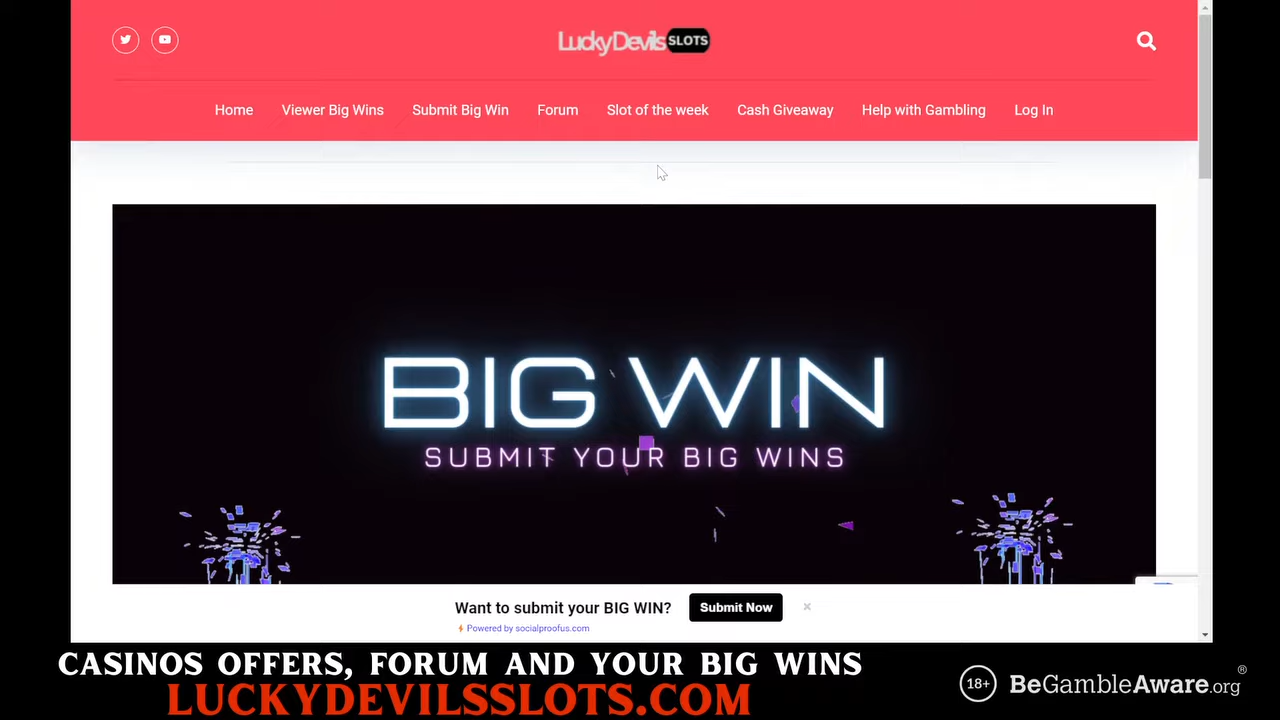 LuckyDevils SLOTS
Home Viewer Big Wins Submit Big Win Forum Slot of the week Cash Giveaway Help with Gambling Log In
BIG WIN
SUBMIT YOUR BIG WINS
Want to submit your BIG WIN? Submit Now ×
Powered by socialproofus.com
CASINOS OFFERS, FORUM AND YOUR BIG WINS
LUCKYDEVILSSLOTS.COM
18+ BeGambleAware.org ®